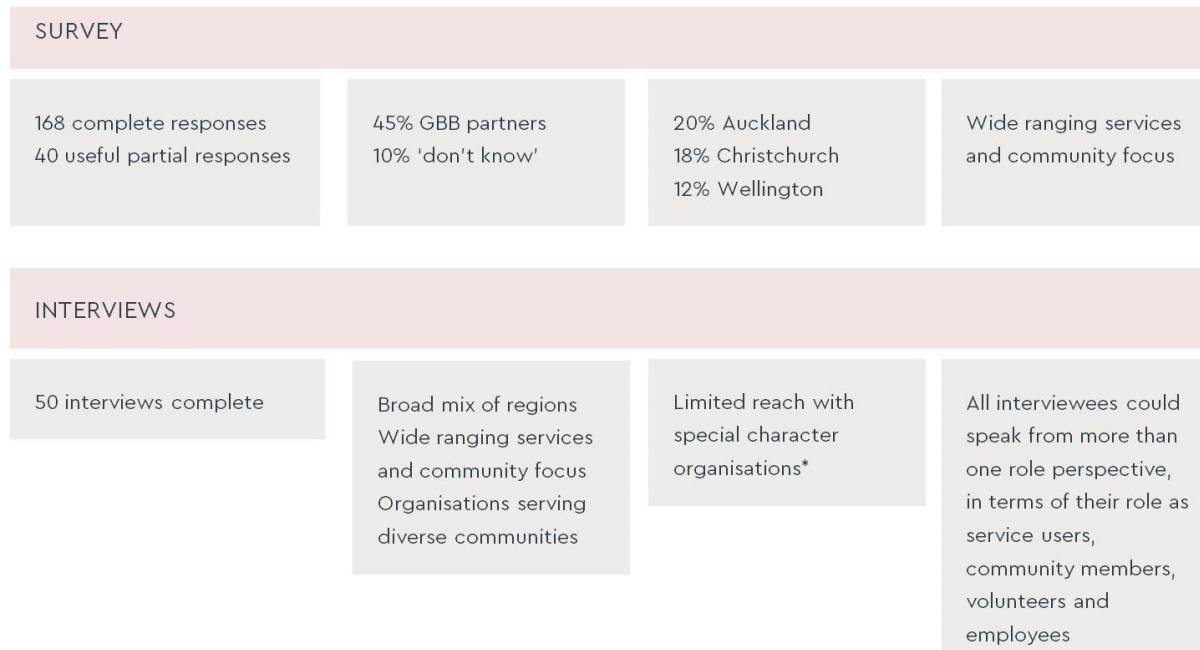 SURVEY
168 complete responses
40 useful partial responses
45% GBB partners
10% ‘don’t know’
20% Auckland
18% Christchurch
12% Wellington
Wide ranging services
and community focus
INTERVIEWS
50 interviews complete
Broad mix of regions
Wide ranging services
and community focus
Organisations serving
diverse communities
Limited reach with
special character
organisations*
All interviewees could
speak from more than
one role perspective,
in terms of their role as
service users,
community members,
volunteers and
employees